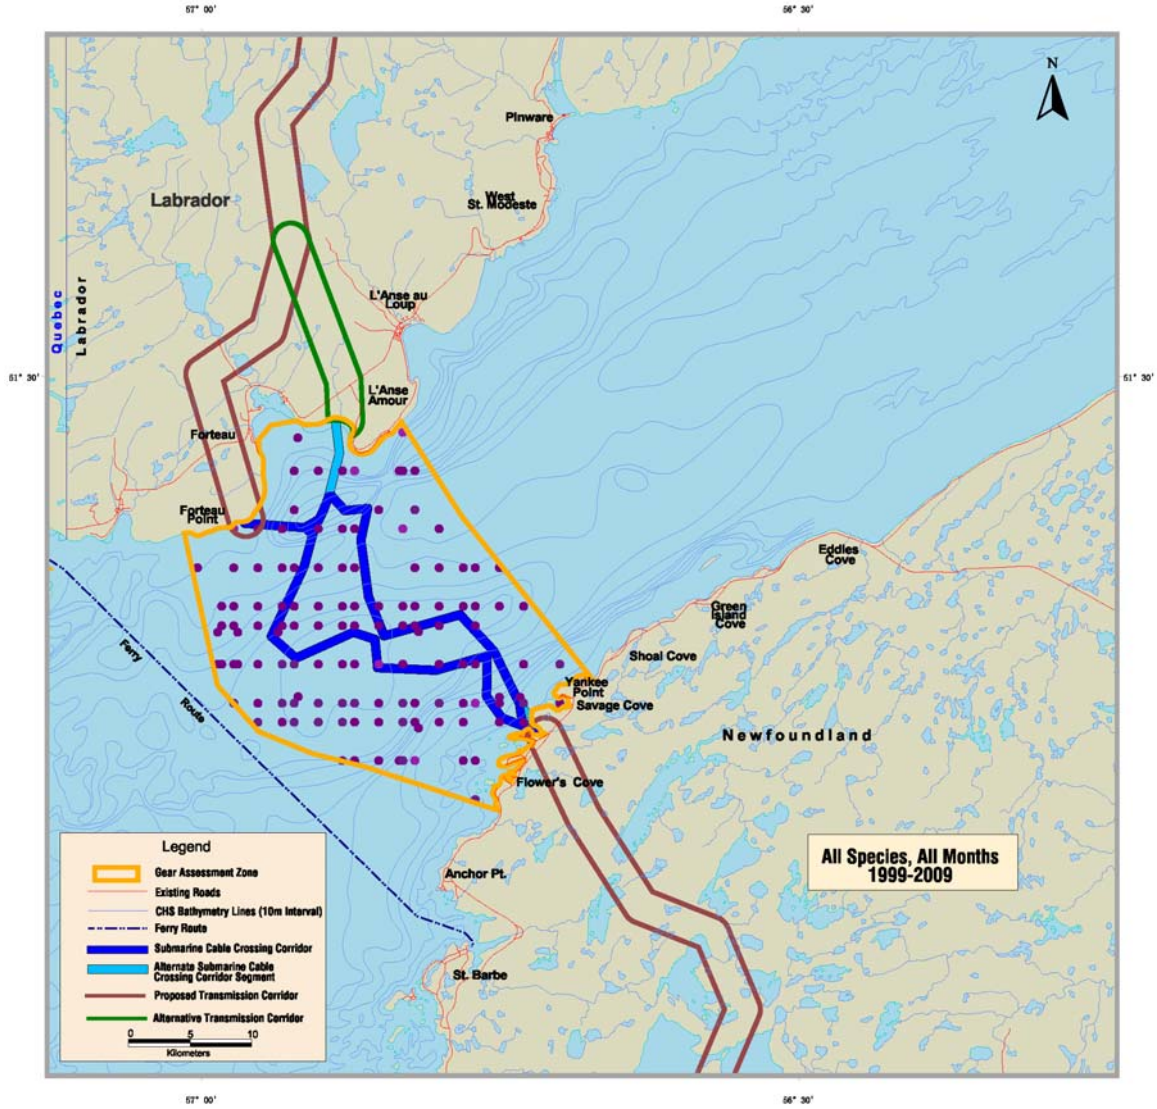 57° 00'
56° 30'
N
Pinware
Labrador
West
St. Modeste
Quebec
Labrador
L'Anse au
Loup
51° 30'
51° 30'
L'Anse
Amour
Forteau
Forteau
Point
Eddies
Cove
Green
Island
Cove
Ferry
Route
Shoal Cove
Yankee
Point
Savage Cove
Newfoundland
Flower's Cove
Legend
Gear Assessment Zone
Existing Roads
CHS Bathymetry Lines (10m Interval)
Ferry Route
Submarine Cable Crossing Corridor
Alternate Submarine Cable
Crossing Corridor Segment
Proposed Transmission Corridor
Alternative Transmission Corridor
0 5 10
Kilometers
All Species, All Months
1999-2009
Anchor Pt.
St. Barbe
57° 00'
56° 30'